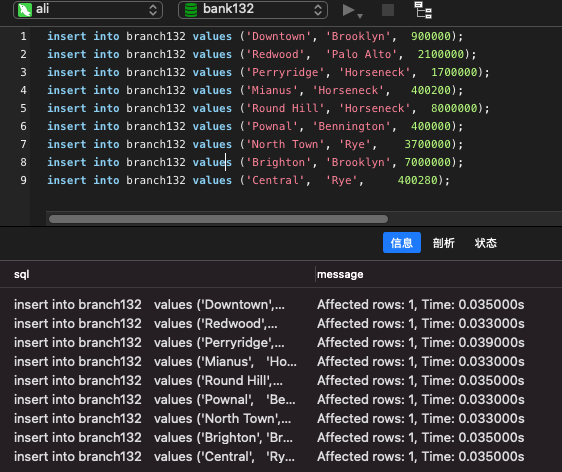 ali bank132
1 insert into branch132 values ('Downtown', 'Brooklyn', 900000);
2 insert into branch132 values ('Redwood', 'Palo Alto', 2100000);
3 insert into branch132 values ('Perryridge', 'Horseneck', 1700000);
4 insert into branch132 values ('Mianus', 'Horseneck', 400200);
5 insert into branch132 values ('Round Hill', 'Horseneck', 8000000);
6 insert into branch132 values ('Pownal', 'Bennington', 400000);
7 insert into branch132 values ('North Town', 'Rye', 3700000);
8 insert into branch132 values ('Brighton', 'Brooklyn', 7000000);
9 insert into branch132 values ('Central', 'Rye', 400280);
信息 剖析 状态
sql message
insert into branch132 values ('Downtown',... Affected rows: 1, Time: 0.035000s
insert into branch132 values ('Redwood',... Affected rows: 1, Time: 0.033000s
insert into branch132 values ('Perryridge',... Affected rows: 1, Time: 0.039000s
insert into branch132 values ('Mianus', 'Ho... Affected rows: 1, Time: 0.033000s
insert into branch132 values ('Round Hill',... Affected rows: 1, Time: 0.035000s
insert into branch132 values ('Pownal', 'Be... Affected rows: 1, Time: 0.033000s
insert into branch132 values ('North Town',... Affected rows: 1, Time: 0.033000s
insert into branch132 values ('Brighton', 'Br... Affected rows: 1, Time: 0.035000s
insert into branch132 values ('Central', 'Ry... Affected rows: 1, Time: 0.033000s